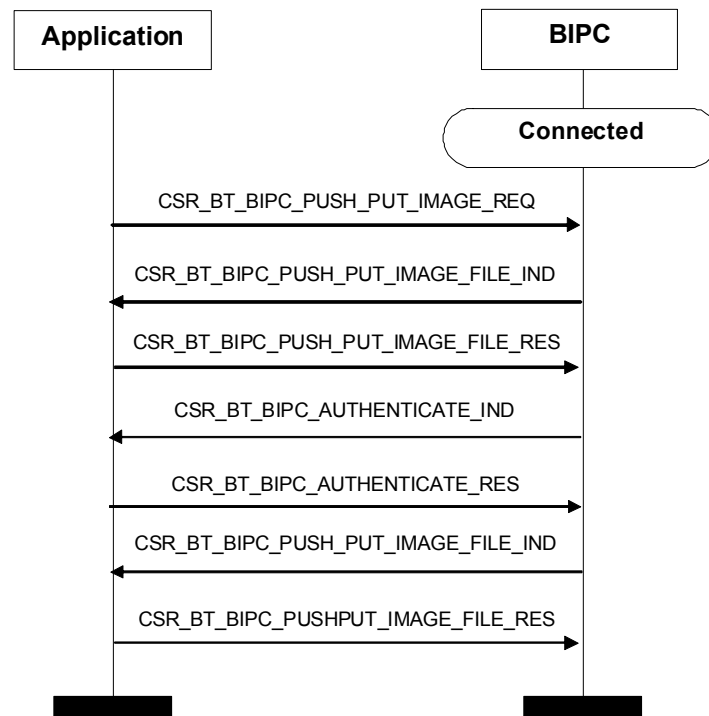 Application
BIPC
Connected
CSR_BT_BIPC_PUSH_PUT_IMAGE_REQ
CSR_BT_BIPC_PUSH_PUT_IMAGE_FILE_IND
CSR_BT_BIPC_PUSH_PUT_IMAGE_FILE_RES
CSR_BT_BIPC_AUTHENTICATE_IND
CSR_BT_BIPC_AUTHENTICATE_RES
CSR_BT_BIPC_PUSH_PUT_IMAGE_FILE_IND
CSR_BT_BIPC_PUSHPUT_IMAGE_FILE_RES